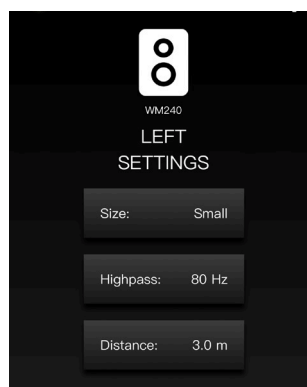 WM240
LEFT
SETTINGS
Size: Small
Highpass: 80 Hz
Distance: 3.0 m